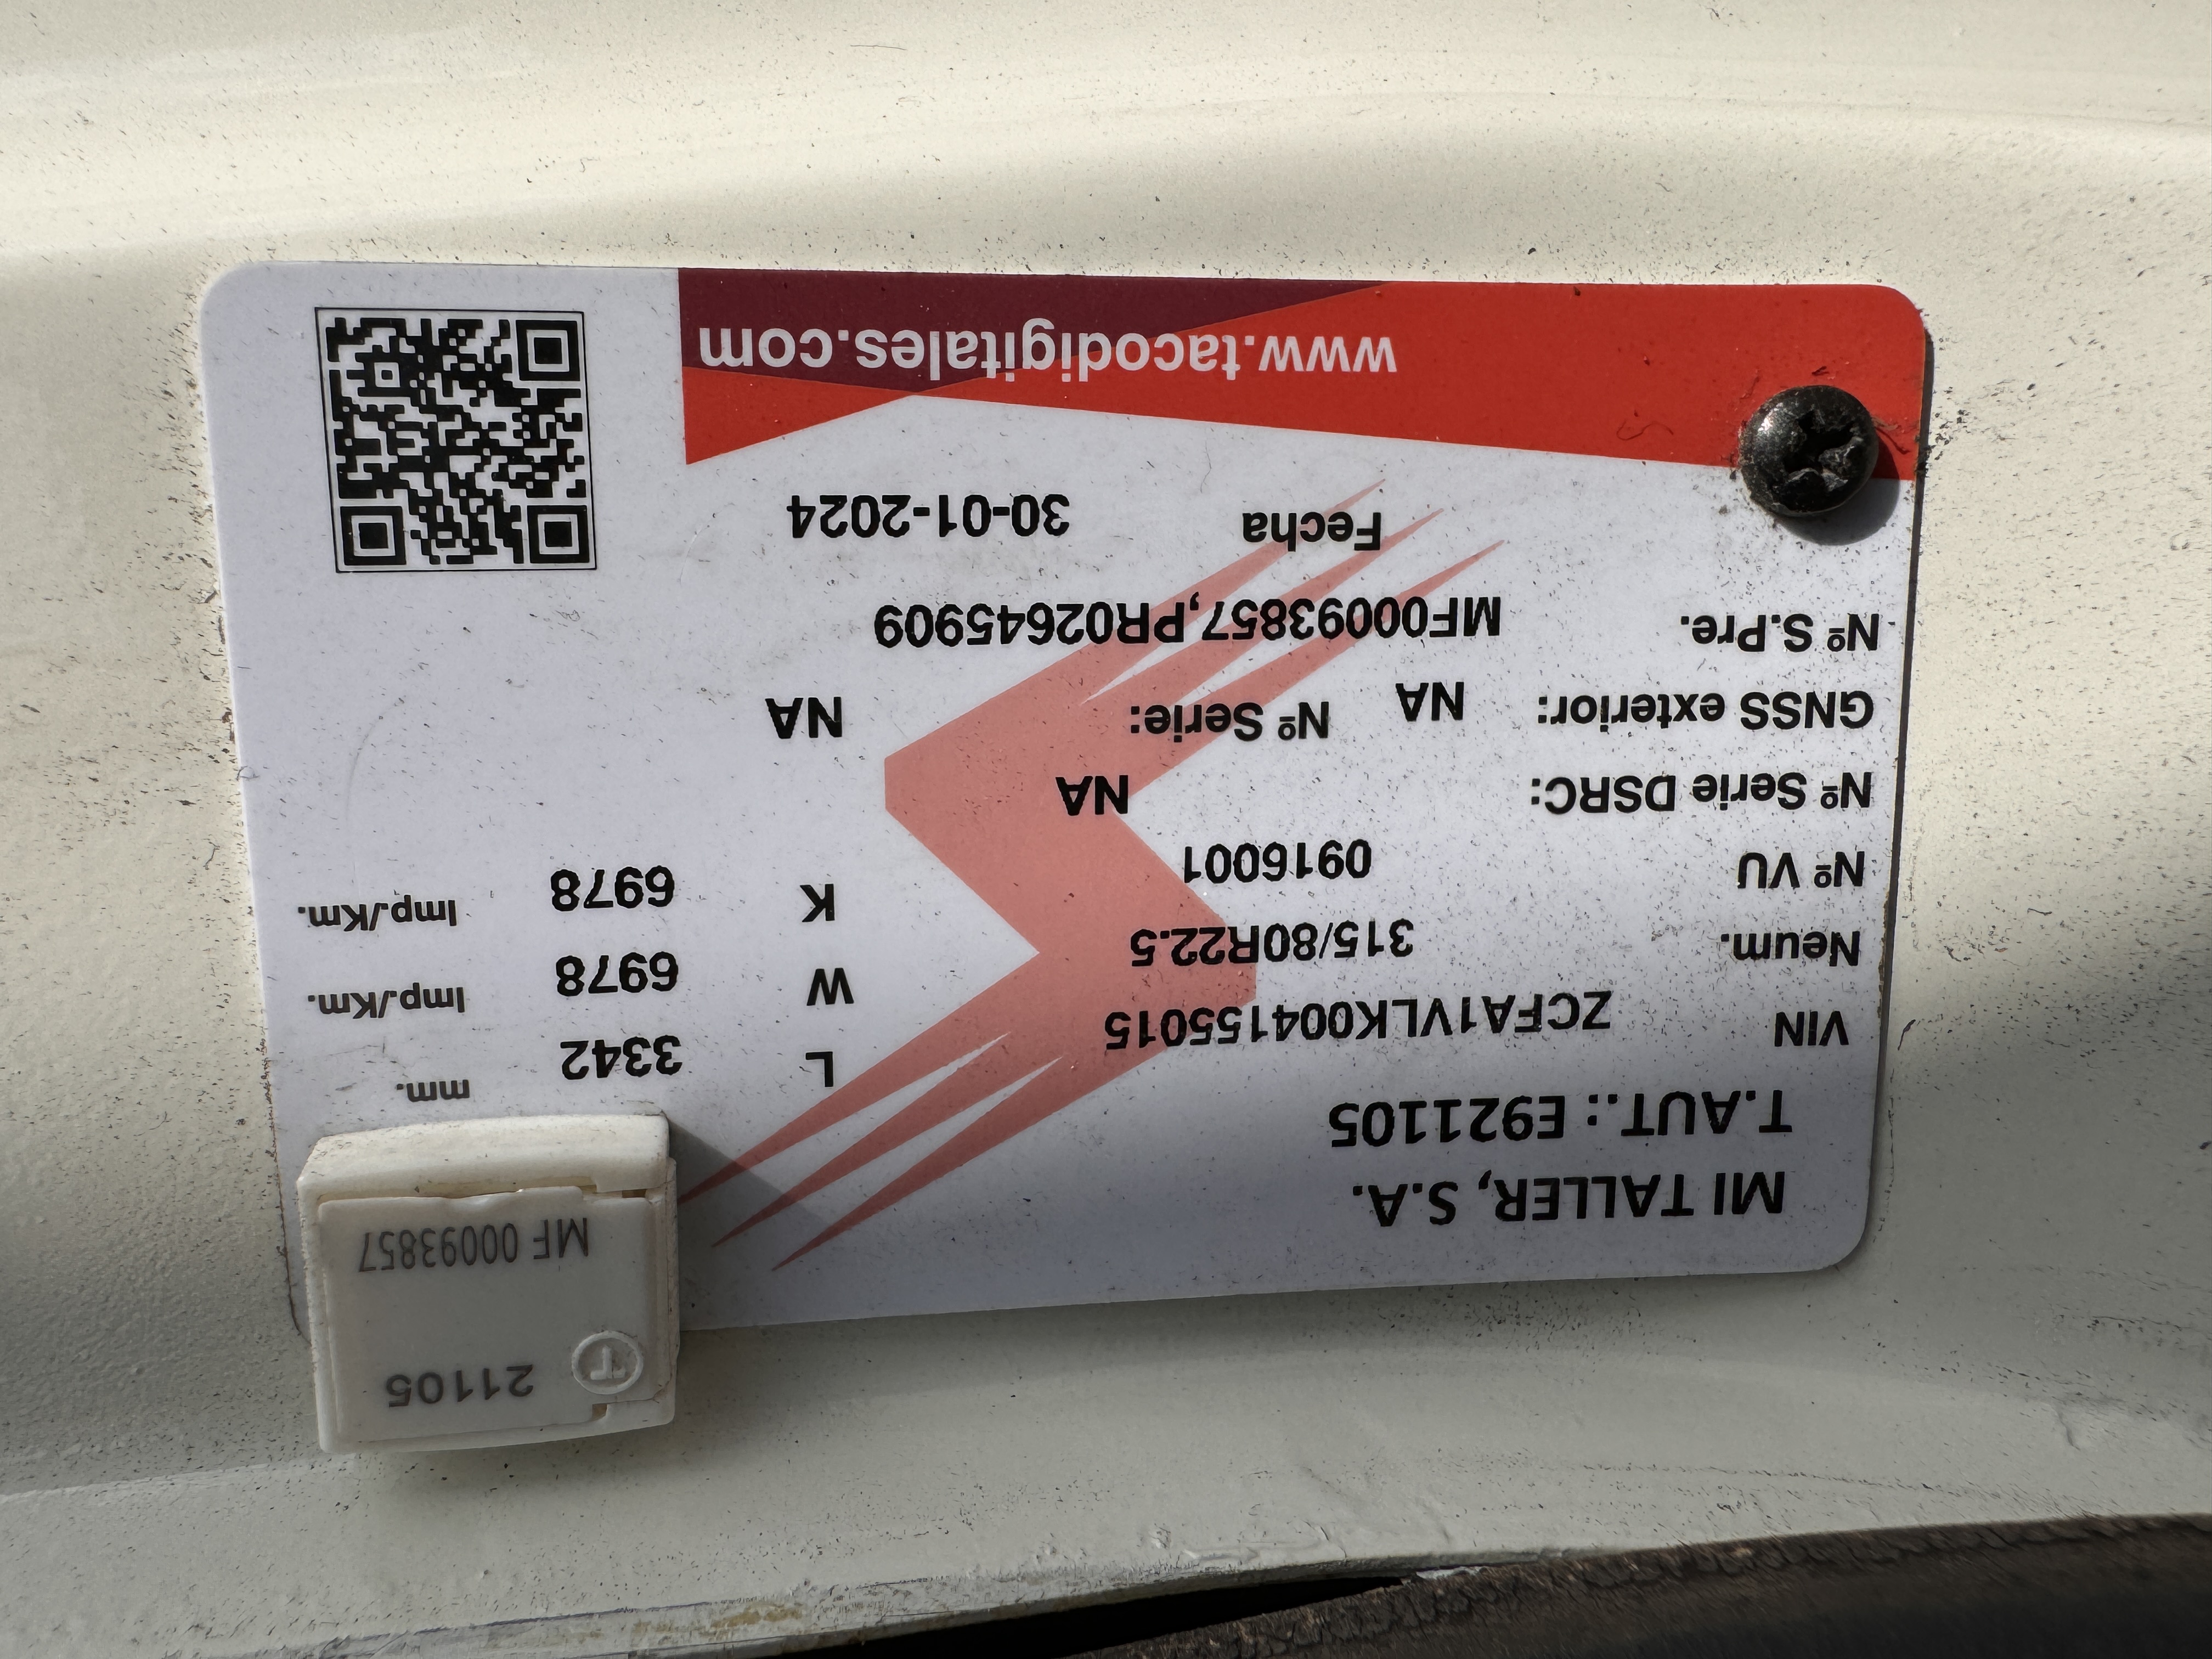 21105
MF 00093857
MI TALLER, S.A.
T.AUT.: E921105
VIN ZCFA1VLK004155015 L 3342 mm.
Neum. 315/80R22.5 W 6978 Imp./Km.
Nº VU 0916001 K 6978 Imp./Km.
Nº Serie DSRC: NA
GNSS exterior: NA Nº Serie: NA
Nº S.Pre. MF00093857,PR02645909
Fecha 30-01-2024
www.tacodigitales.com